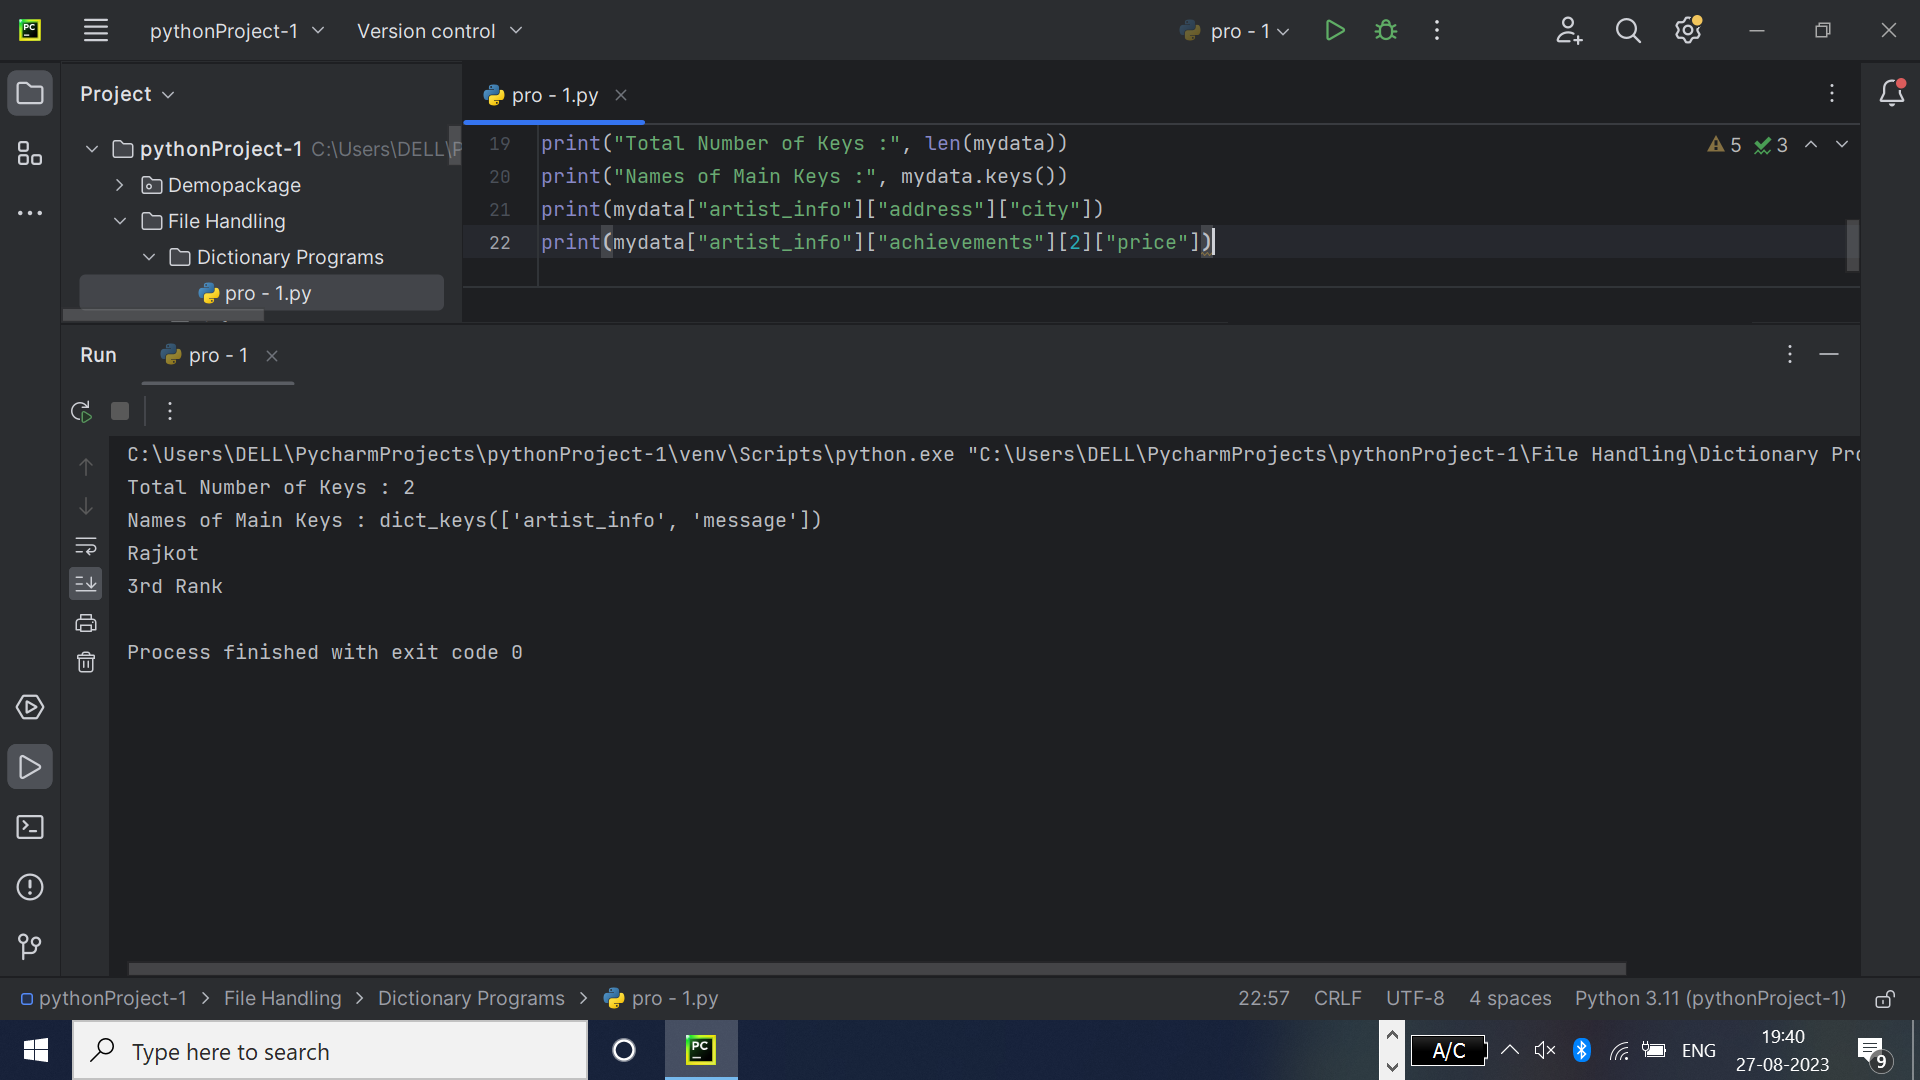 pythonProject-1
Version control
pro - 1
Project
pro - 1.py
pythonProject-1 C:\Users\DELL\P
Demopackage
File Handling
Dictionary Programs
pro - 1.py
19 print("Total Number of Keys :", len(mydata))
20 print("Names of Main Keys :", mydata.keys())
21 print(mydata["artist_info"]["address"]["city"])
22 print(mydata["artist_info"]["achievements"][2]["price"])
5 3
Run
pro - 1
C:\Users\DELL\PycharmProjects\pythonProject-1\venv\Scripts\python.exe "C:\Users\DELL\PycharmProjects\pythonProject-1\File Handling\Dictionary Pro
Total Number of Keys : 2
Names of Main Keys : dict_keys(['artist_info', 'message'])
Rajkot
3rd Rank
Process finished with exit code 0
pythonProject-1 > File Handling > Dictionary Programs > pro - 1.py
22:57 CRLF UTF-8 4 spaces Python 3.11 (pythonProject-1)
Type here to search
PC
A/C
ENG
19:40
27-08-2023
9